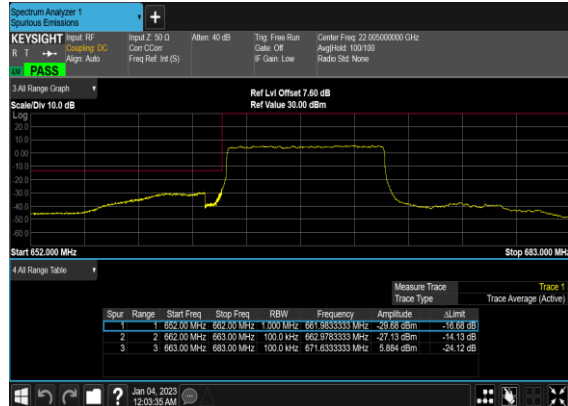 Spectrum Analyzer 1
Spurious Emissions
+
KEYSIGHT Input: RF Input Z: 50 Ω Atten: 40 dB Trig: Free Run Center Freq: 22.005000000 GHz
R T Coupling: DC Corr CCorr Gate: Off Avg|Hold: 100/100
Align: Auto Freq Ref: Int (S) IF Gain: Low Radio Std: None
PASS
3 All Range Graph
Ref Lvl Offset 7.60 dB
Scale/Div 10.0 dB Ref Value 30.00 dBm
Log
20.0
10.0
0.00
-10.0
-20.0
-30.0
-40.0
-50.0
-60.0
Start 652.000 MHz Stop 683.000 MHz
4 All Range Table
Measure Trace Trace 1
Trace Type Trace Average (Active)
Spur Range Start Freq Stop Freq RBW Frequency Amplitude ΔLimit
1 1 652.00 MHz 662.00 MHz 1.000 MHz 661.9833333 MHz -29.68 dBm -16.68 dB
2 2 662.00 MHz 663.00 MHz 100.0 kHz 662.9783333 MHz -27.13 dBm -14.13 dB
3 3 663.00 MHz 683.00 MHz 100.0 kHz 671.6333333 MHz 5.884 dBm -24.12 dB
? Jan 04, 2023
12:03:35 AM